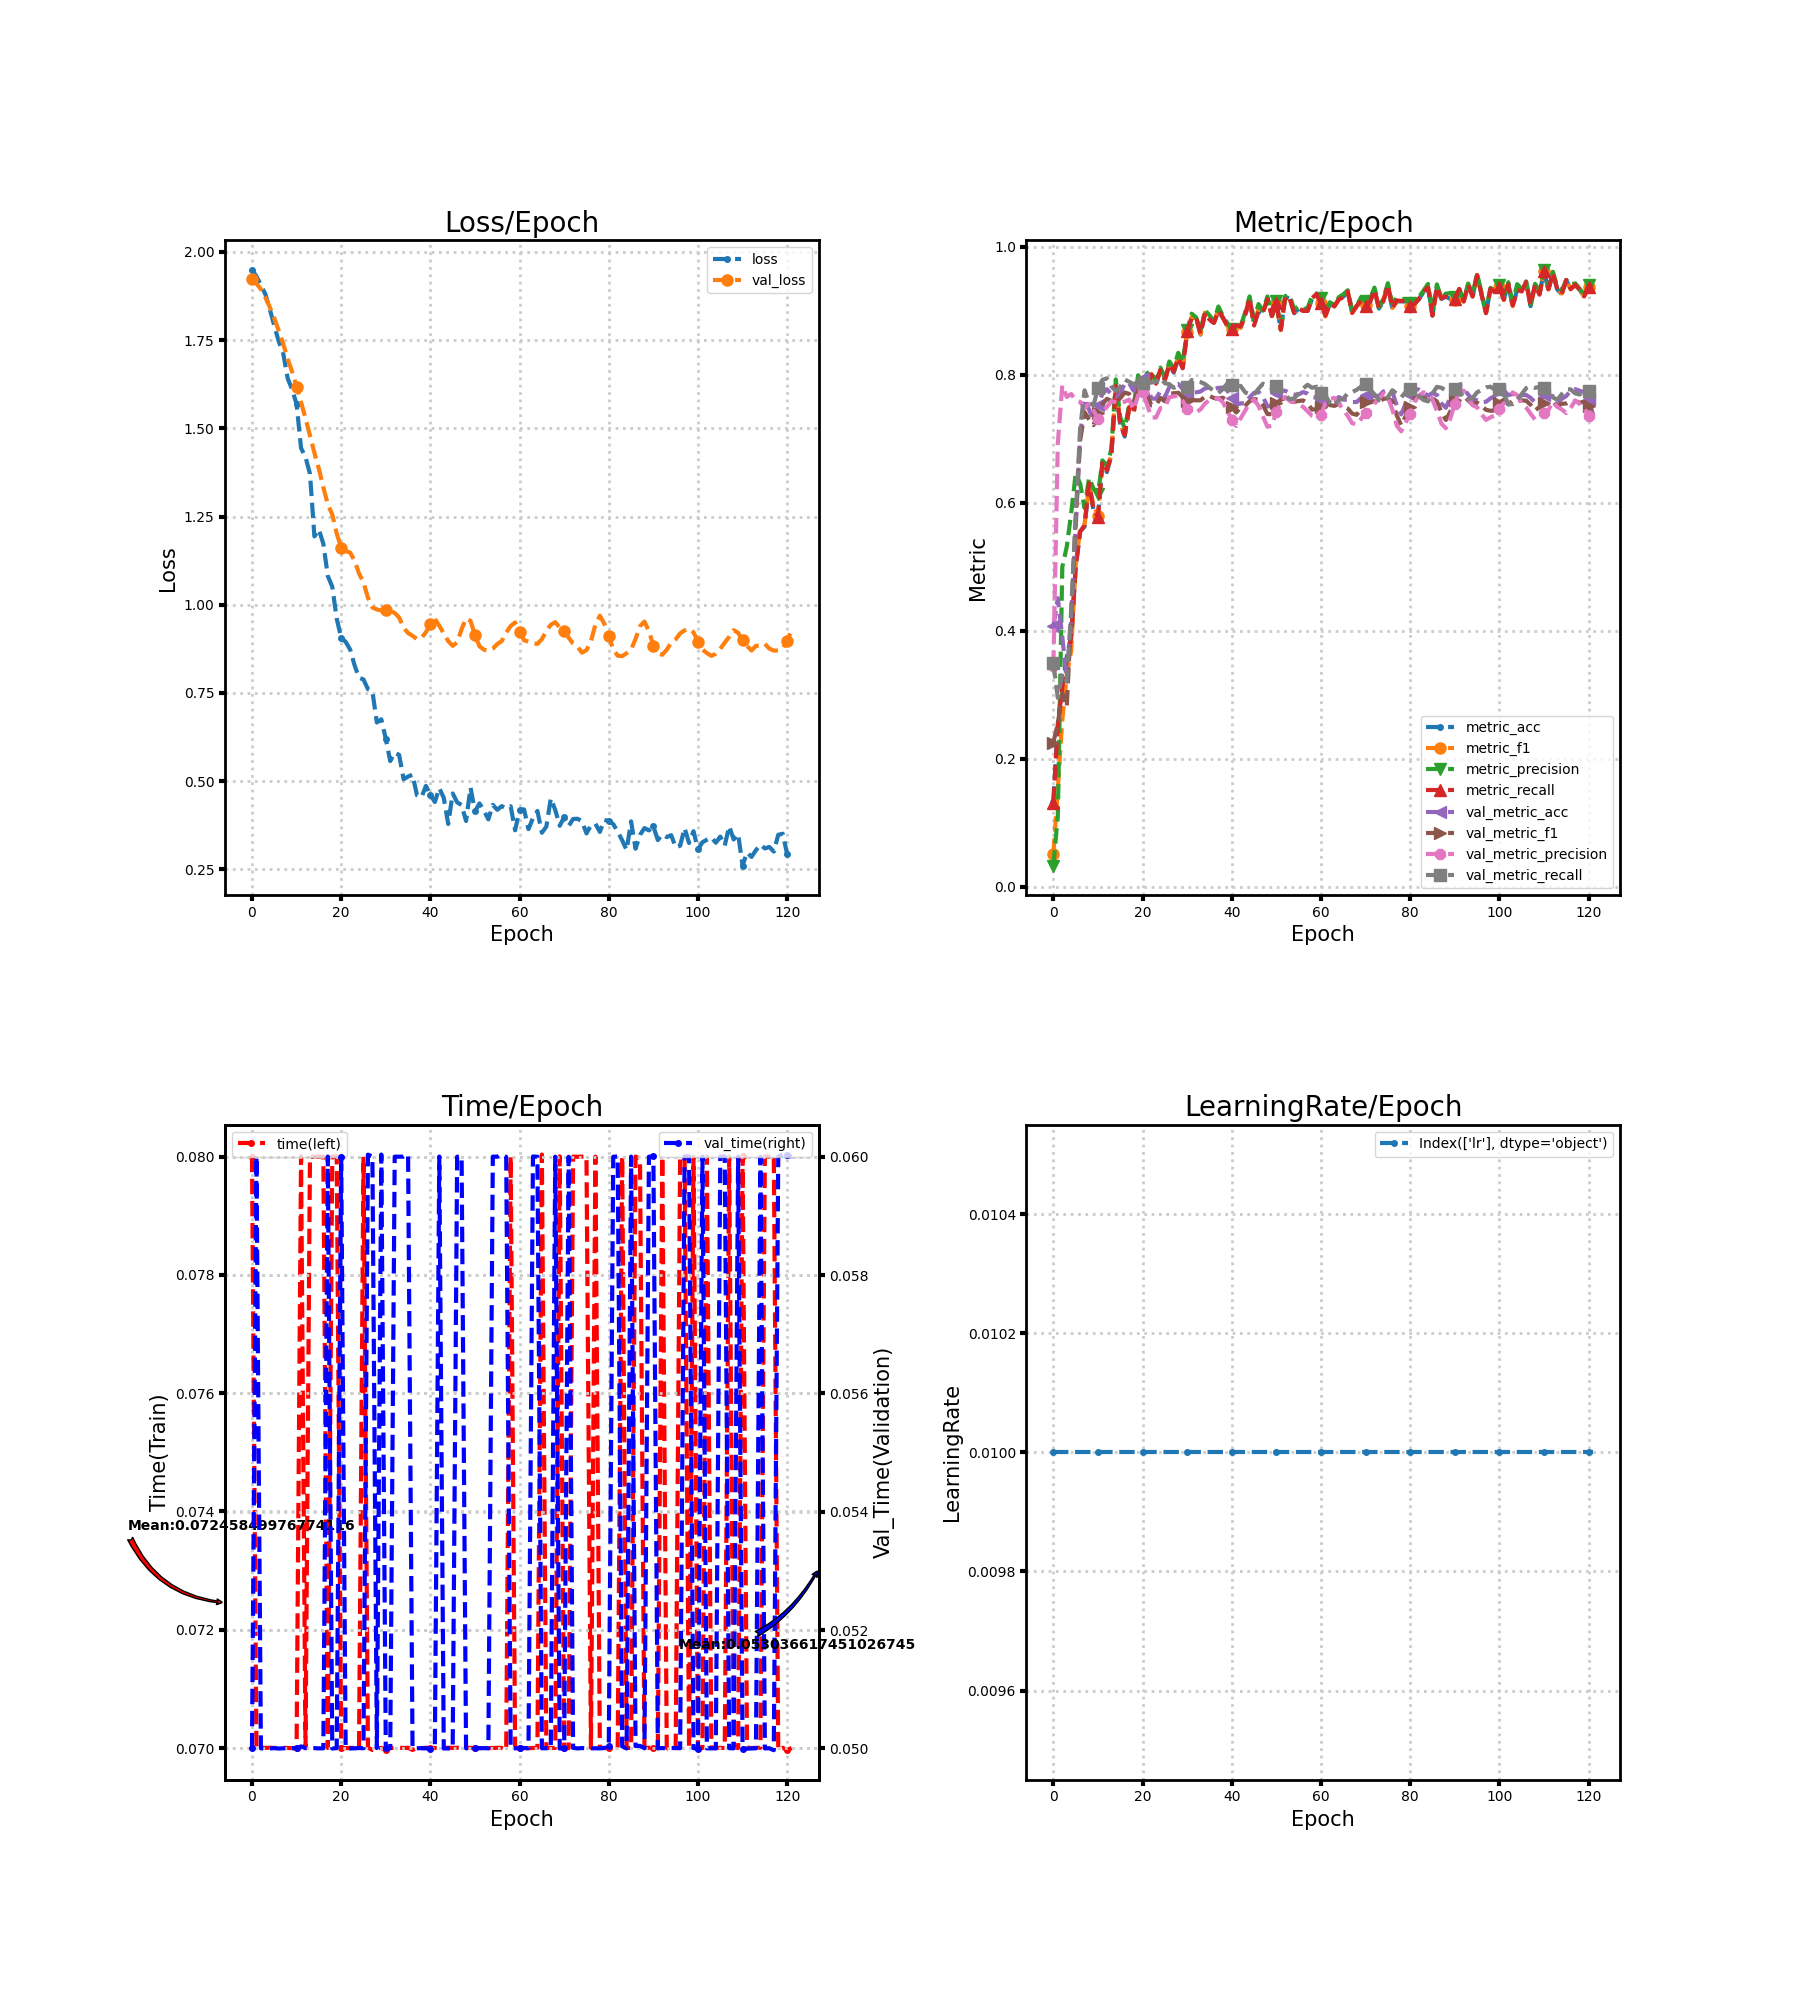 Loss/Epoch
2.00
1.75
1.50
1.25
1.00
0.75
0.50
0.25
Loss
0
20
40
60
80
100
120
Epoch
loss
val_loss
Metric/Epoch
1.0
0.8
0.6
0.4
0.2
0.0
Metric
0
20
40
60
80
100
120
Epoch
metric_acc
metric_f1
metric_precision
metric_recall
val_metric_acc
val_metric_f1
val_metric_precision
val_metric_recall
Time/Epoch
time(left)
val_time(right)
0.080
0.078
0.076
0.074
0.072
0.070
Time(Train)
0.060
0.058
0.056
0.054
0.052
0.050
Val_Time(Validation)
Mean:0.053036617451026745
0
20
40
60
80
100
120
Epoch
LearningRate/Epoch
Index(['lr'], dtype='object')
0.0104
0.0102
0.0100
0.0098
0.0096
LearningRate
0
20
40
60
80
100
120
Epoch